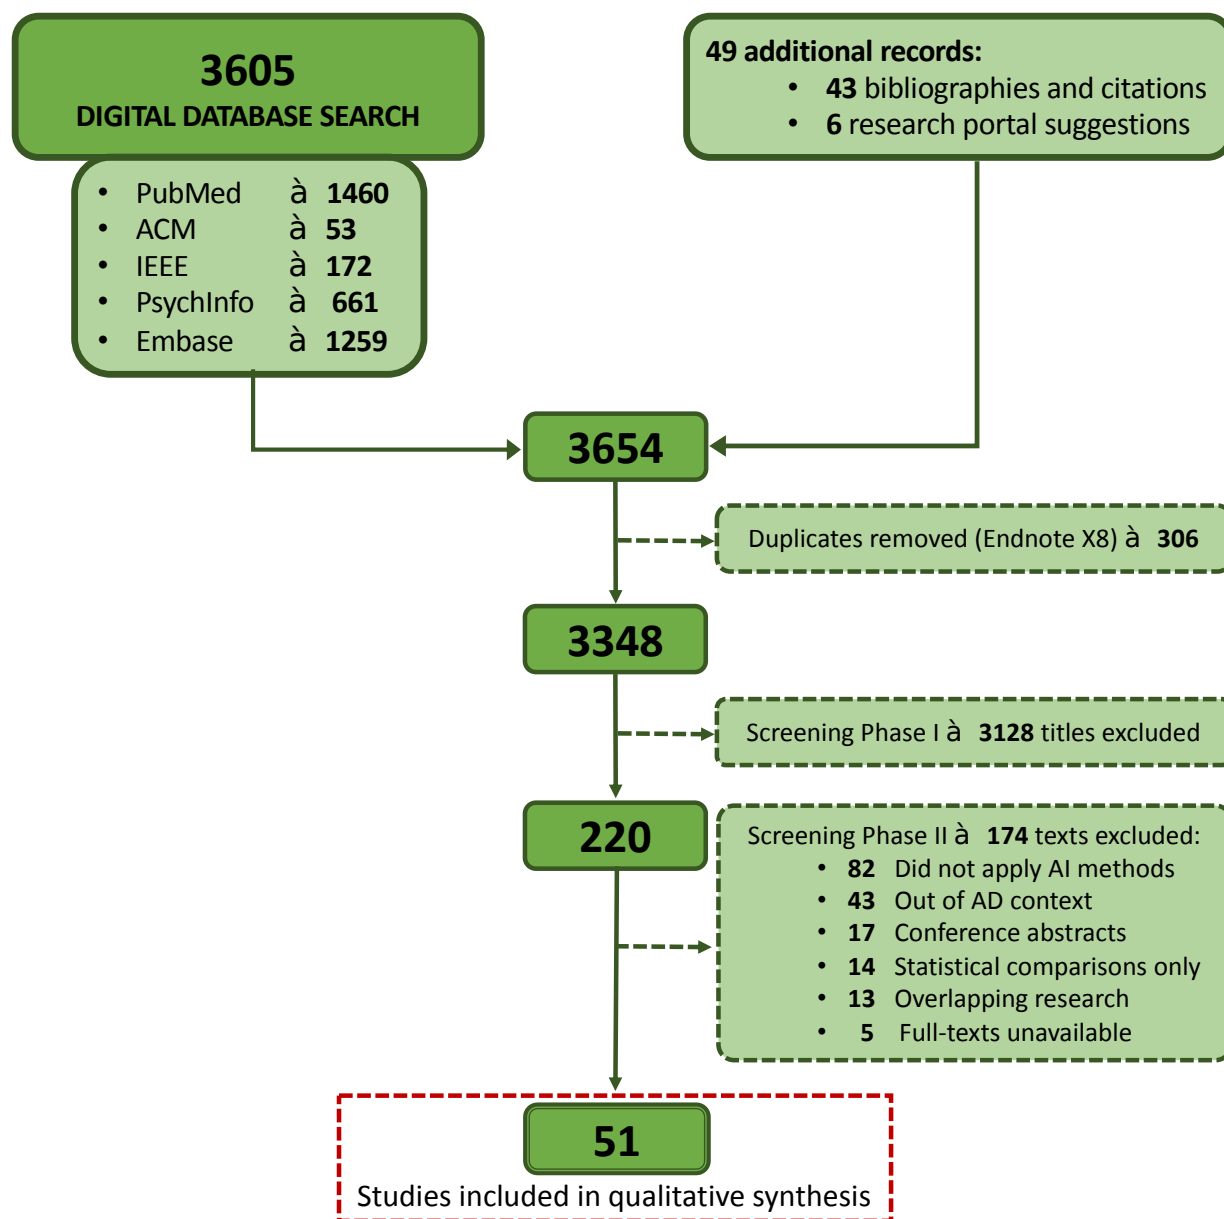 3605
DIGITAL DATABASE SEARCH
• PubMed à 1460
• ACM à 53
• IEEE à 172
• PsychInfo à 661
• Embase à 1259
49 additional records:
• 43 bibliographies and citations
• 6 research portal suggestions
3654
Duplicates removed (Endnote X8) à 306
3348
Screening Phase I à 3128 titles excluded
220
Screening Phase II à 174 texts excluded:
• 82 Did not apply AI methods
• 43 Out of AD context
• 17 Conference abstracts
• 14 Statistical comparisons only
• 13 Overlapping research
• 5 Full-texts unavailable
51
Studies included in qualitative synthesis